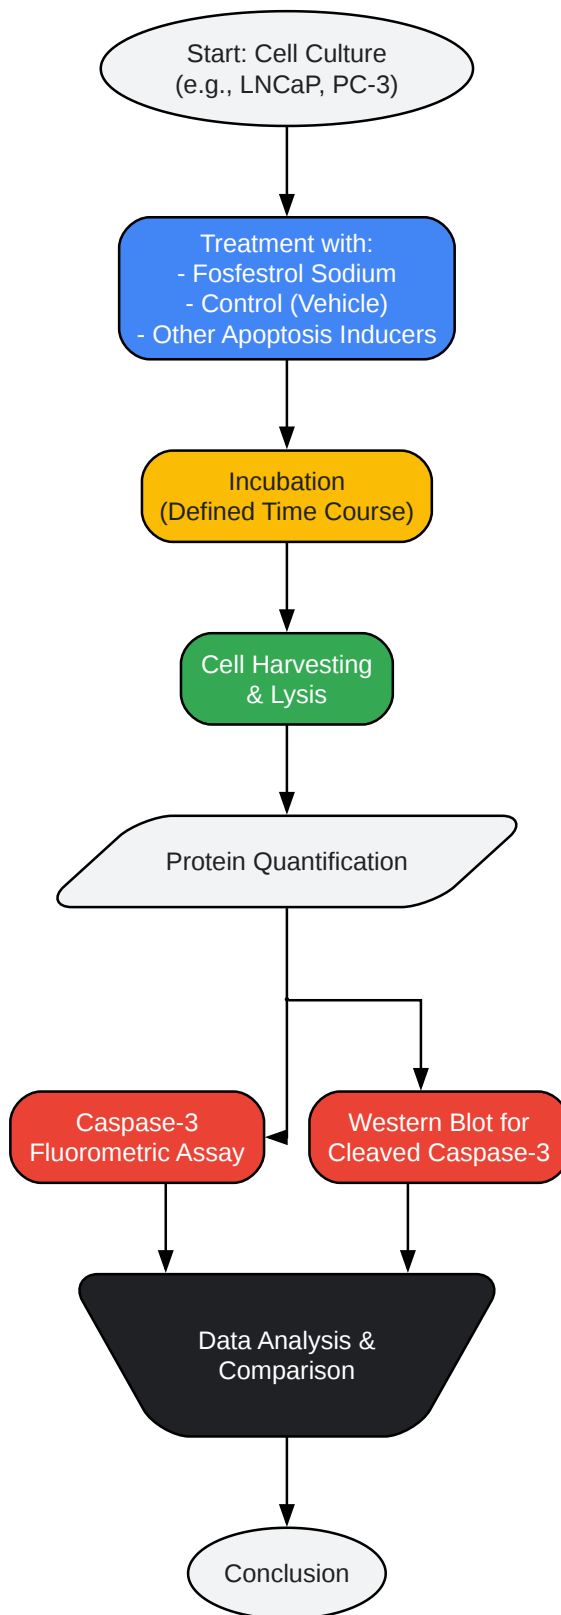 Start: Cell Culture
(e.g., LNCaP, PC-3)
Treatment with:
- Fosfestrol Sodium
- Control (Vehicle)
- Other Apoptosis Inducers
Incubation
(Defined Time Course)
Cell Harvesting
& Lysis
Protein Quantification
Caspase-3
Fluorometric Assay
Western Blot for
Cleaved Caspase-3
Data Analysis &
Comparison
Conclusion